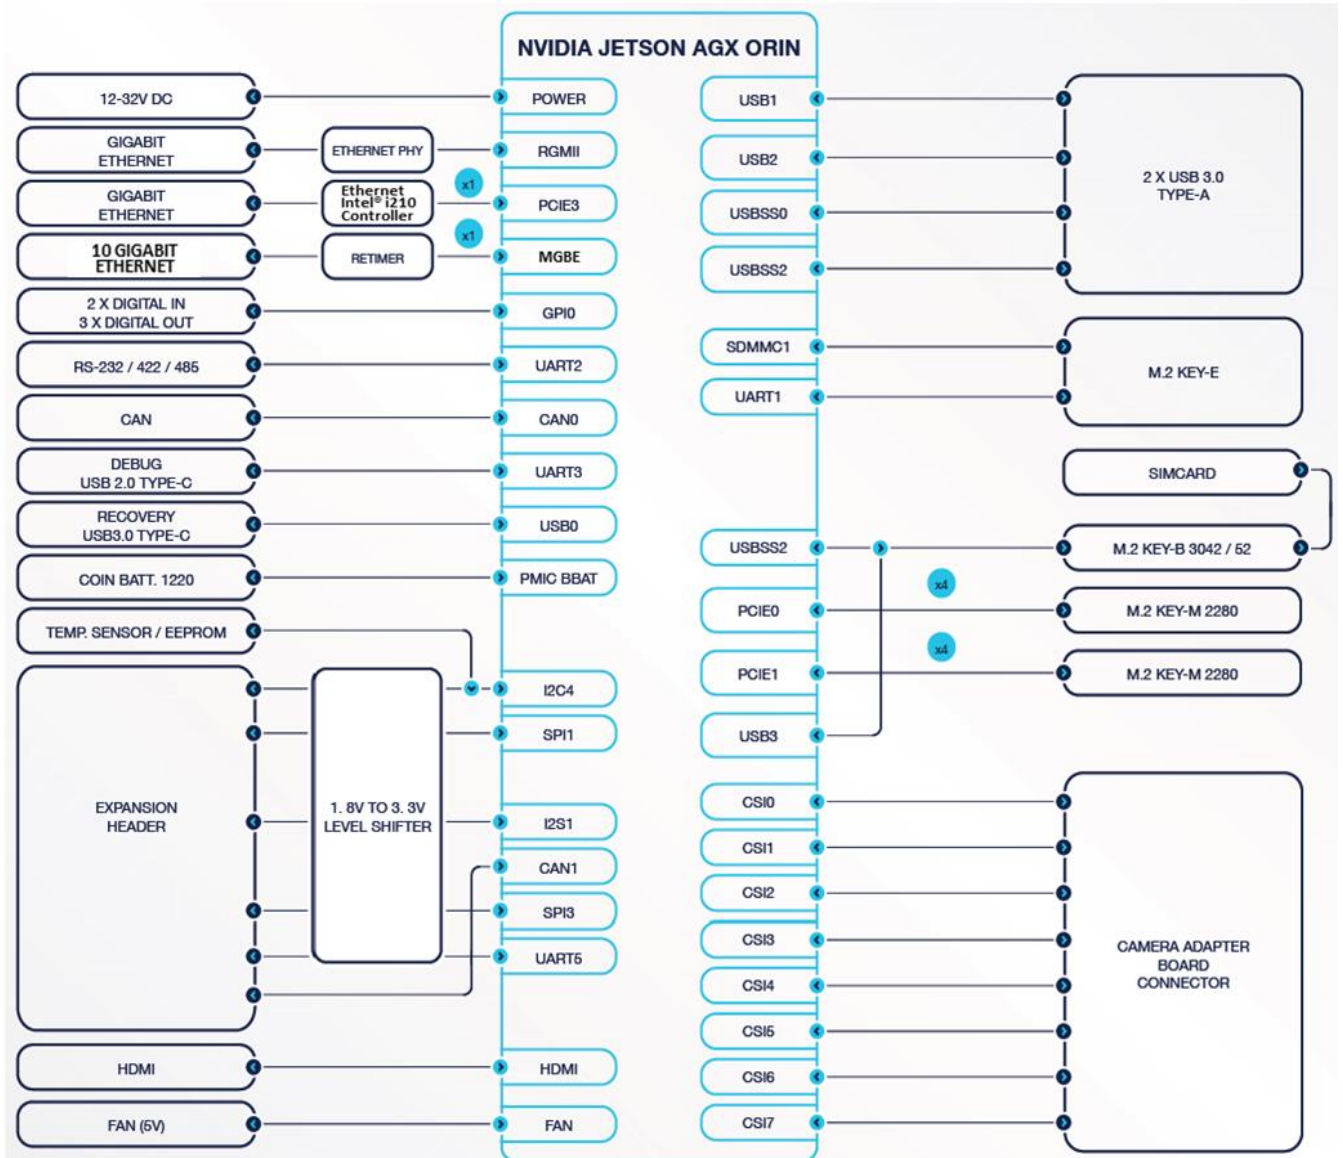 NVIDIA JETSON AGX ORIN
12-32V DC
POWER
GIGABIT
ETHERNET
ETHERNET PHY
RGMII
GIGABIT
ETHERNET
Ethernet
Intel® i210
Controller
x1
PCIE3
10 GIGABIT
ETHERNET
RETIMER
x1
MGBE
2 X DIGITAL IN
3 X DIGITAL OUT
GPI0
RS-232 / 422 / 485
UART2
CAN
CAN0
DEBUG
USB 2.0 TYPE-C
UART3
RECOVERY
USB3.0 TYPE-C
USB0
COIN BATT. 1220
PMIC BBAT
TEMP. SENSOR / EEPROM
EXPANSION
HEADER
1. 8V TO 3. 3V
LEVEL SHIFTER
I2C4
SPI1
I2S1
CAN1
SPI3
UART5
HDMI
HDMI
FAN (5V)
FAN
USB1
USB2
USBSS0
USBSS2
2 X USB 3.0
TYPE-A
SDMMC1
UART1
M.2 KEY-E
SIMCARD
USBSS2
M.2 KEY-B 3042 / 52
x4
PCIE0
M.2 KEY-M 2280
x4
PCIE1
M.2 KEY-M 2280
USB3
CSI0
CSI1
CSI2
CSI3
CSI4
CSI5
CSI6
CSI7
CAMERA ADAPTER
BOARD
CONNECTOR